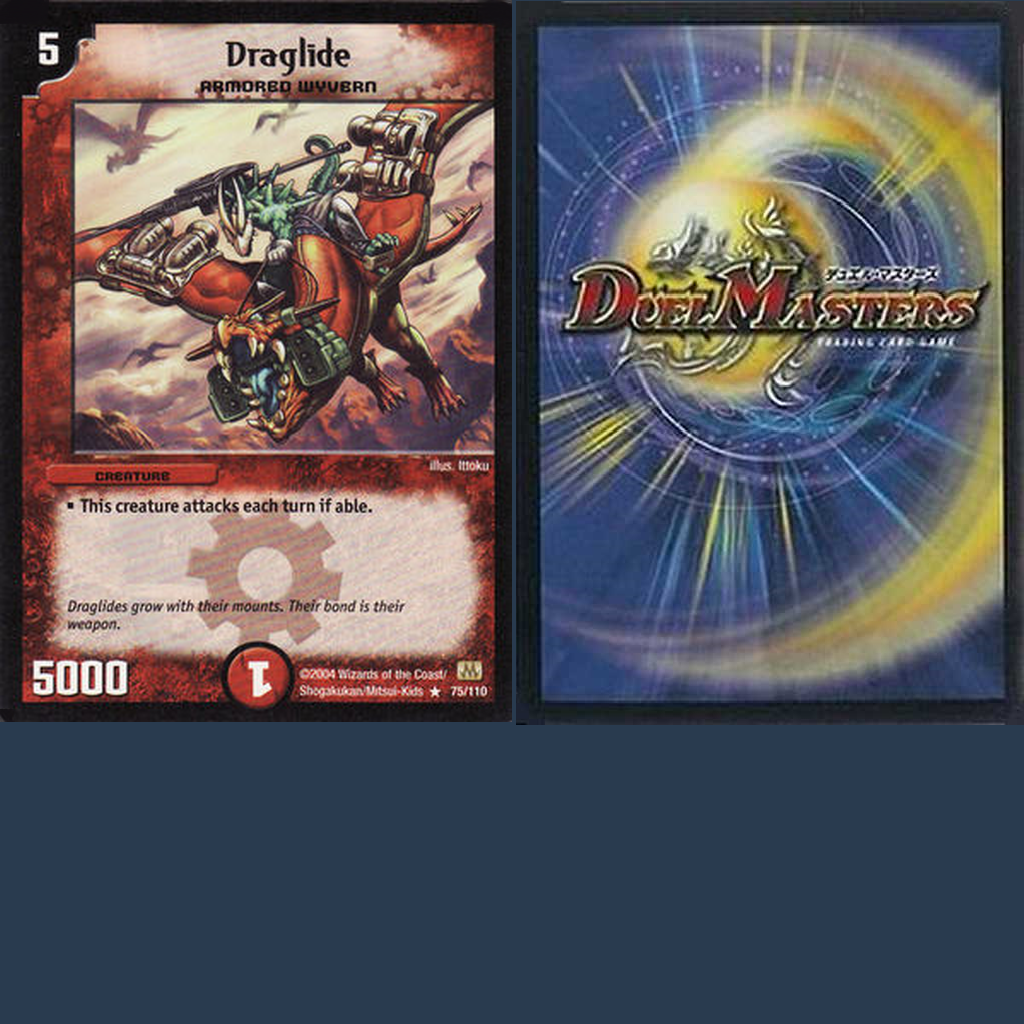 5
Draglide
ARMORED WYVERN
illus. Ittoku
CREATURE
▪ This creature attacks each turn if able.
Draglides grow with their mounts. Their bond is their
weapon.
5000
1
©2004 Wizards of the Coast/
Shogakukan/Mitsui-Kids ★ 75/110
デュエル・マスターズ
DUEL MASTERS
TRADING CARD GAME